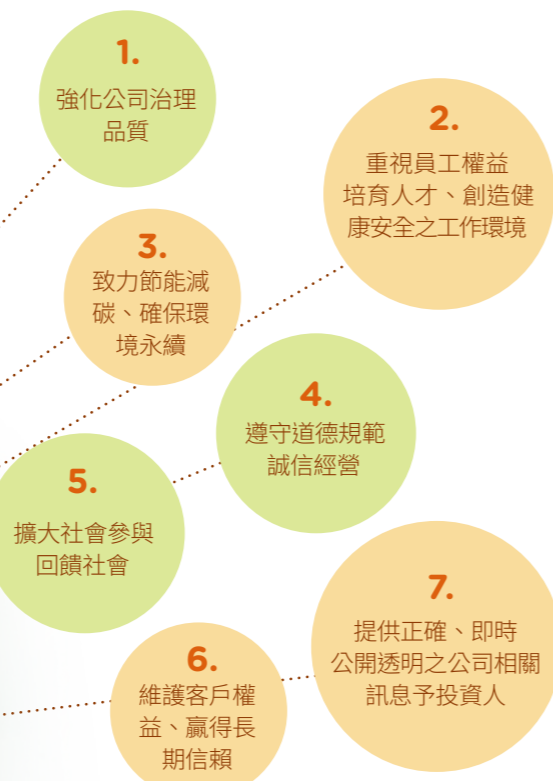 1.
強化公司治理
品質
2.
重視員工權益
培育人才、創造健
康安全之工作環境
3.
致力節能減
碳、確保環
境永續
4.
遵守道德規範
誠信經營
5.
擴大社會參與
回饋社會
6.
維護客戶權
益、贏得長
期信賴
7.
提供正確、即時
公開透明之公司相關
訊息予投資人